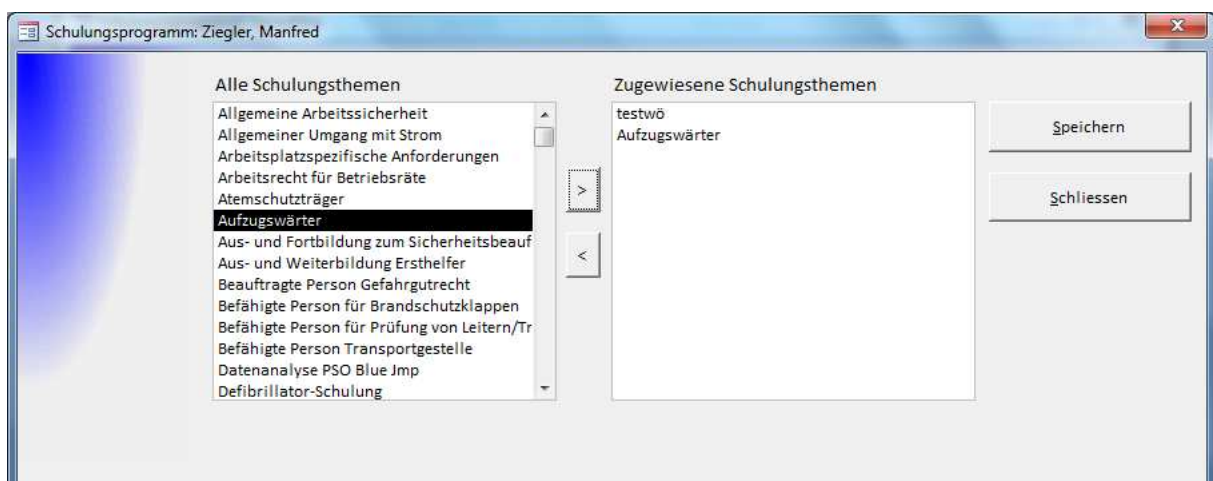 Schulungsprogramm: Ziegler, Manfred
Alle Schulungsthemen
Allgemeine Arbeitssicherheit
Allgemeiner Umgang mit Strom
Arbeitsplatzspezifische Anforderungen
Arbeitsrecht für Betriebsräte
Atemschutzträger
Aufzugswärter
Aus- und Fortbildung zum Sicherheitsbeauf
Aus- und Weiterbildung Ersthelfer
Beauftragte Person Gefahrgutrecht
Befähigte Person für Brandschutzklappen
Befähigte Person für Prüfung von Leitern/Tr
Befähigte Person Transportgestelle
Datenanalyse PSO Blue Jmp
Defibrillator-Schulung
>
<
Zugewiesene Schulungsthemen
testwö
Aufzugswärter
Speichern
Schliessen